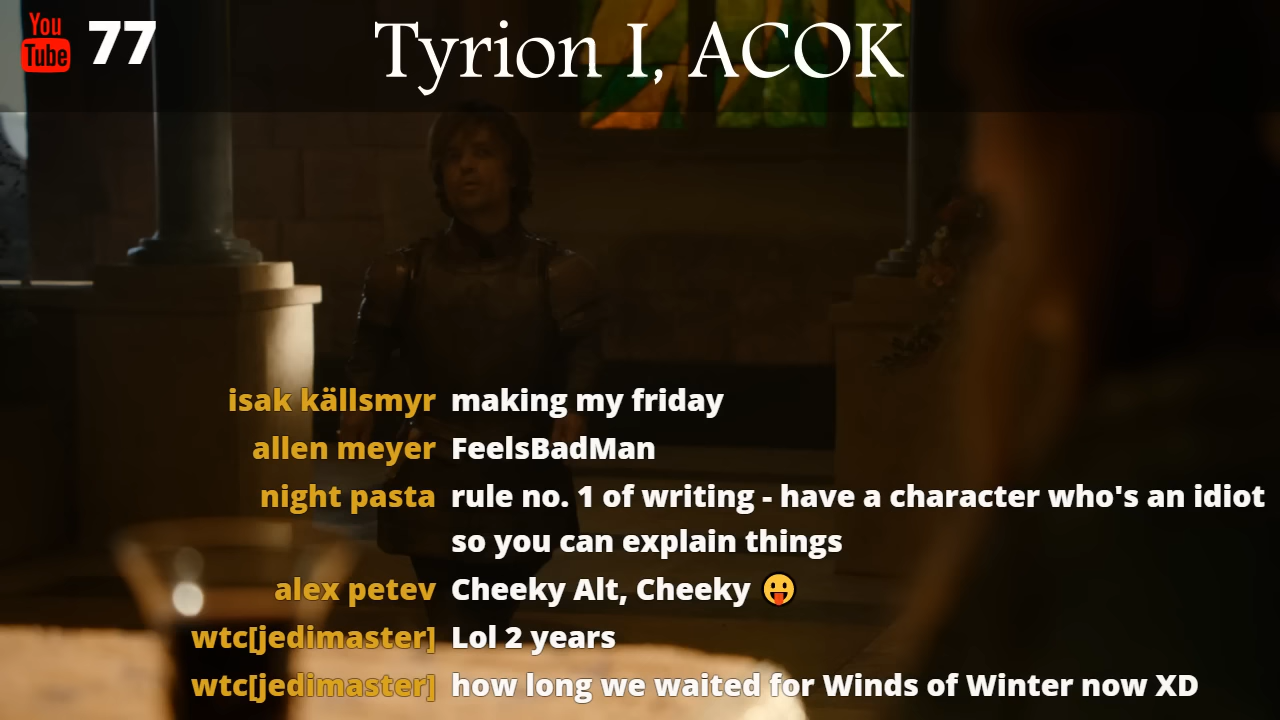 You
Tube
77
Tyrion I, ACOK
isak källsmyr making my friday
allen meyer FeelsBadMan
night pasta rule no. 1 of writing - have a character who's an idiot
so you can explain things
alex petev Cheeky Alt, Cheeky 😛
wtc[jedimaster] Lol 2 years
wtc[jedimaster] how long we waited for Winds of Winter now XD